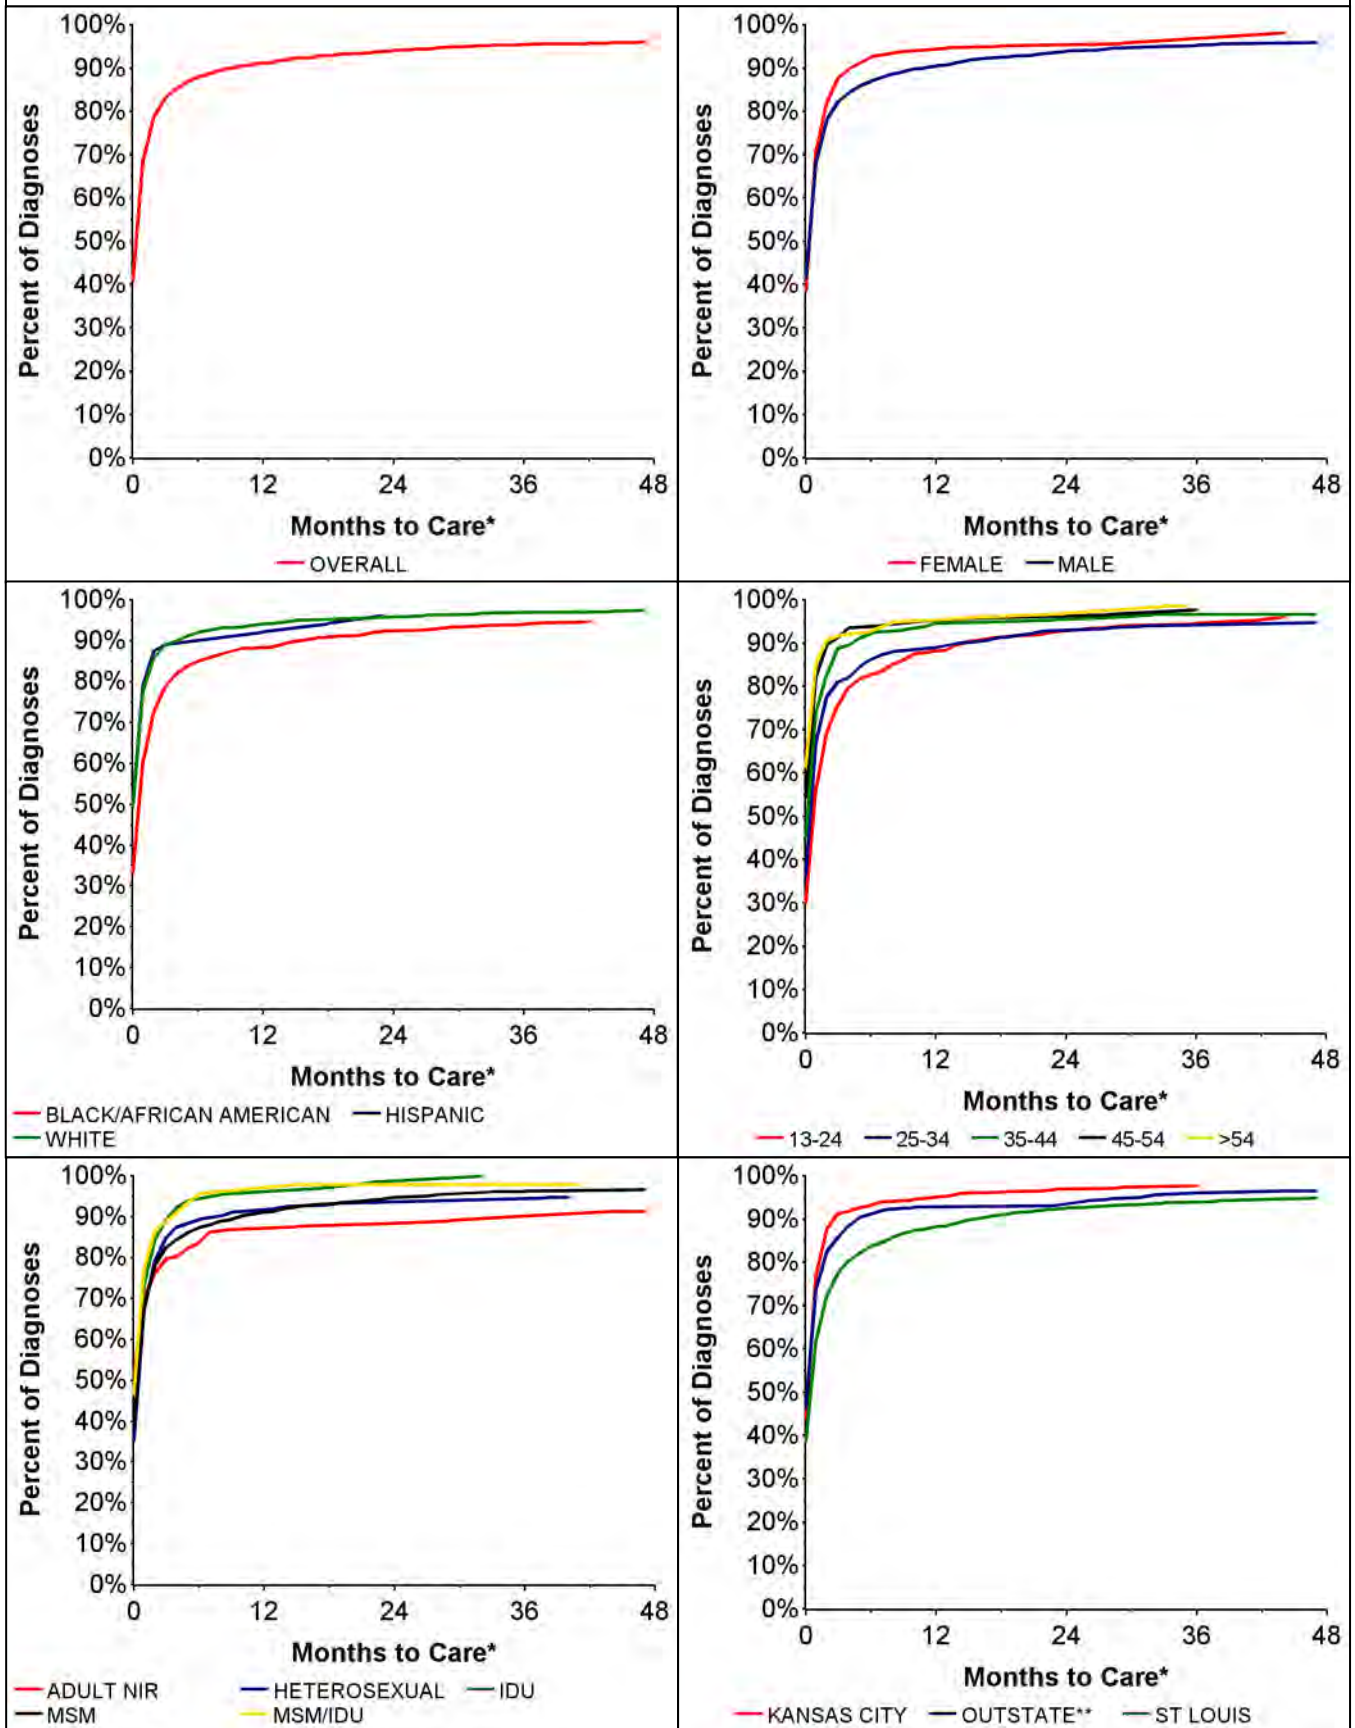 100%
90%
80%
70%
60%
50%
40%
30%
20%
10%
0%
Percent of Diagnoses
0 12 24 36 48
Months to Care*
OVERALL
100%
90%
80%
70%
60%
50%
40%
30%
20%
10%
0%
Percent of Diagnoses
0 12 24 36 48
Months to Care*
FEMALE MALE
100%
90%
80%
70%
60%
50%
40%
30%
20%
10%
0%
Percent of Diagnoses
0 12 24 36 48
Months to Care*
BLACK/AFRICAN AMERICAN HISPANIC
WHITE
100%
90%
80%
70%
60%
50%
40%
30%
20%
10%
0%
Percent of Diagnoses
0 12 24 36 48
Months to Care*
13-24 25-34 35-44 45-54 >54
100%
90%
80%
70%
60%
50%
40%
30%
20%
10%
0%
Percent of Diagnoses
0 12 24 36 48
Months to Care*
ADULT NIR HETEROSEXUAL IDU
MSM MSM/IDU
100%
90%
80%
70%
60%
50%
40%
30%
20%
10%
0%
Percent of Diagnoses
0 12 24 36 48
Months to Care*
KANSAS CITY OUTSTATE** ST LOUIS